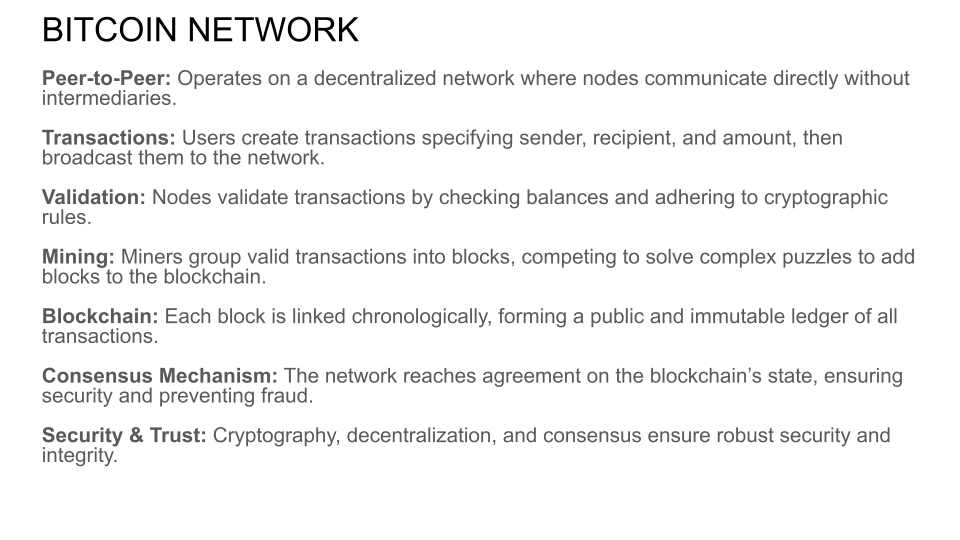 BITCOIN NETWORK
Peer-to-Peer: Operates on a decentralized network where nodes communicate directly without
intermediaries.
Transactions: Users create transactions specifying sender, recipient, and amount, then
broadcast them to the network.
Validation: Nodes validate transactions by checking balances and adhering to cryptographic
rules.
Mining: Miners group valid transactions into blocks, competing to solve complex puzzles to add
blocks to the blockchain.
Blockchain: Each block is linked chronologically, forming a public and immutable ledger of all
transactions.
Consensus Mechanism: The network reaches agreement on the blockchain’s state, ensuring
security and preventing fraud.
Security & Trust: Cryptography, decentralization, and consensus ensure robust security and
integrity.